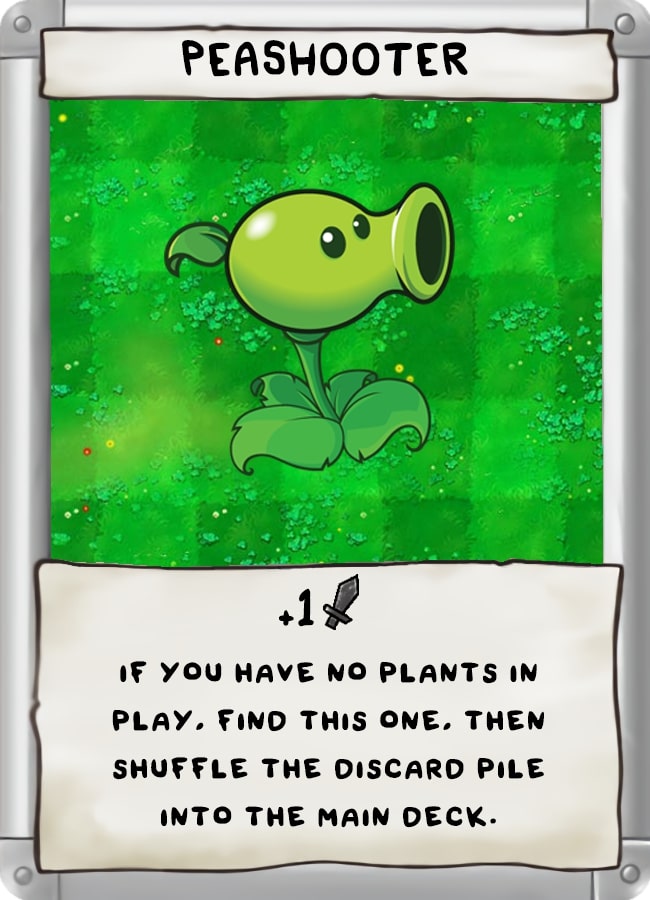 PEASHOOTER
+1
IF YOU HAVE NO PLANTS IN
PLAY, FIND THIS ONE, THEN
SHUFFLE THE DISCARD PILE
INTO THE MAIN DECK.